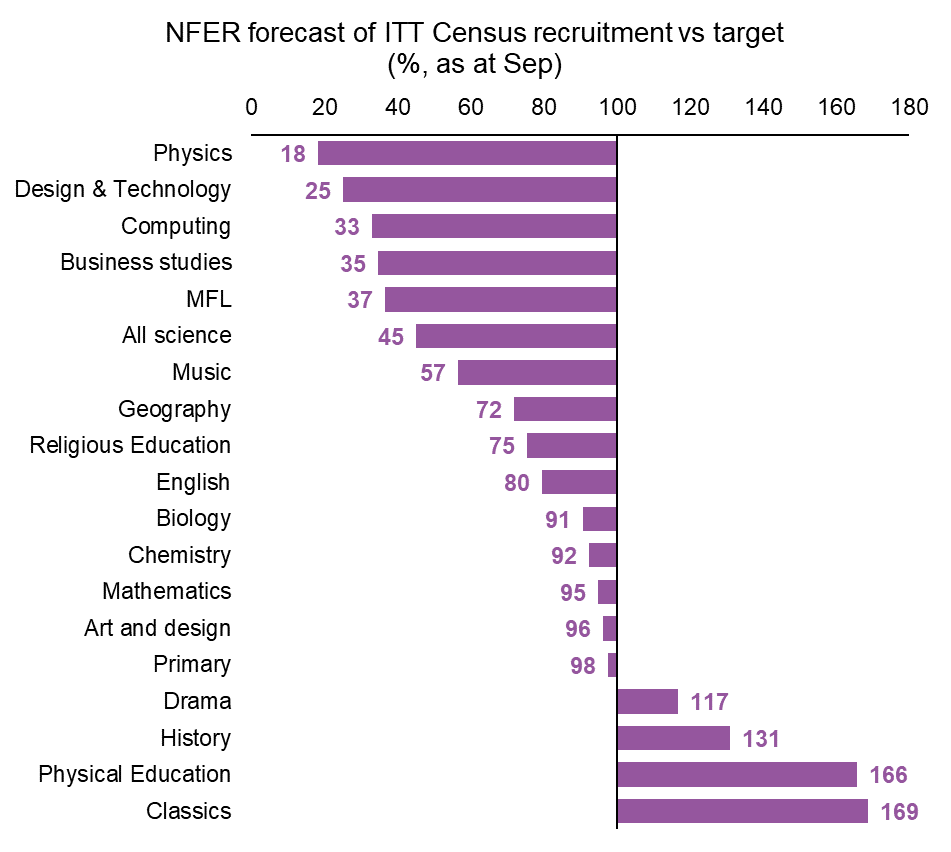 NFER forecast of ITT Census recruitment vs target
(%, as at Sep)
0 20 40 60 80 100 120 140 160 180
Physics 18
Design & Technology 25
Computing 33
Business studies 35
MFL 37
All science 45
Music 57
Geography 72
Religious Education 75
English 80
Biology 91
Chemistry 92
Mathematics 95
Art and design 96
Primary 98
Drama 117
History 131
Physical Education 166
Classics 169